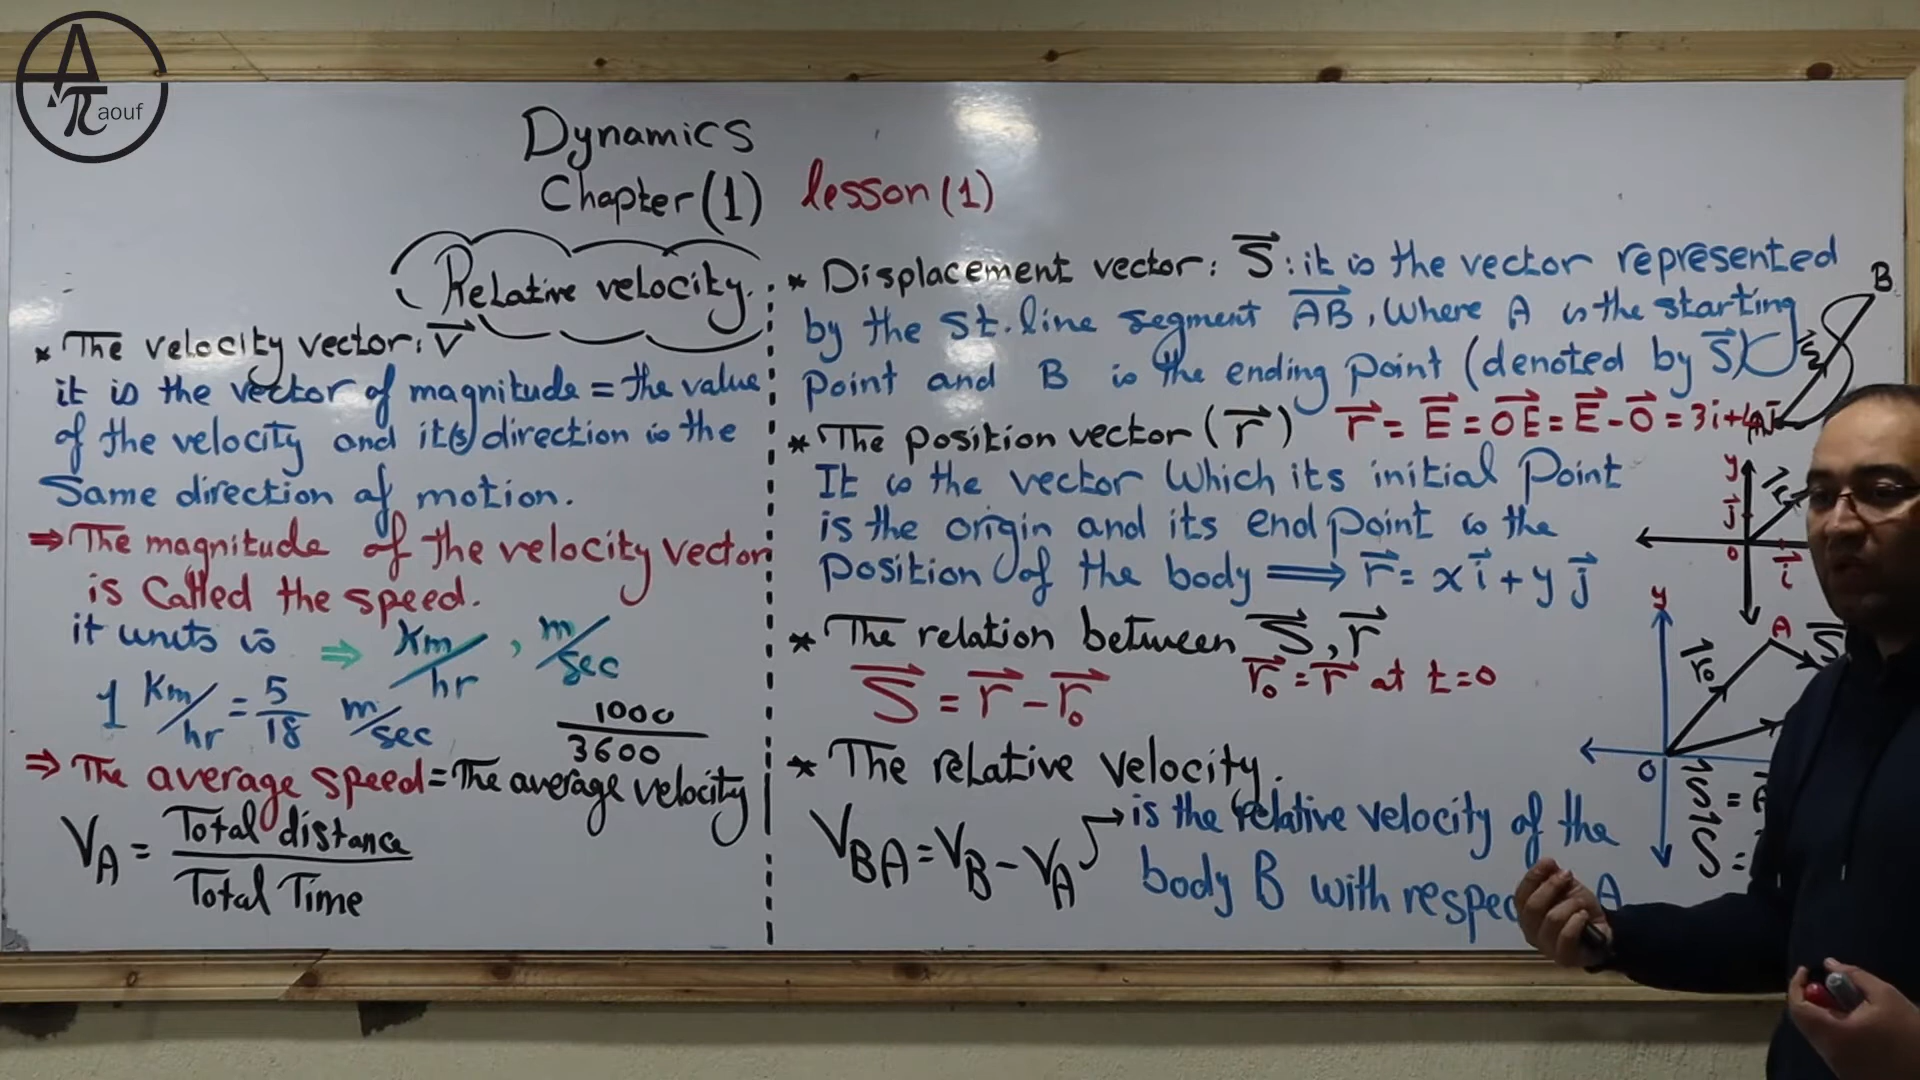 A
π aouf
Dynamics
Chapter (1) lesson (1)
Relative velocity.
* The velocity vector: V
it is the vector of magnitude = the value
of the velocity and it(s) direction is the
Same direction of motion.
⇒ The magnitude of the velocity vector
is Called the speed.
it units is ⇒ Km/hr , m/sec
1 Km/hr = 5/18 m/sec
1000
3600
⇒ The average speed = The average velocity
VA = Total distance
Total Time
* Displacement vector: S : it is the vector represented
by the st. line segment AB, Where A is the starting
Point and B is the ending point (denoted by S)
* The position vector (r) r = E = OE = E - O = 3i +
It is the vector Which its initial Point
is the origin and its end point is the
Position of the body ⟹ r = x i + y j
* The relation between S, r
S = r - r₀
r₀ = r at t = 0
* The relative velocity.
VBA = VB - VA → is the relative velocity of the
body B with respec A
B
S
y
r
j
o
i
y
A
r₀
S
O
S =
S =